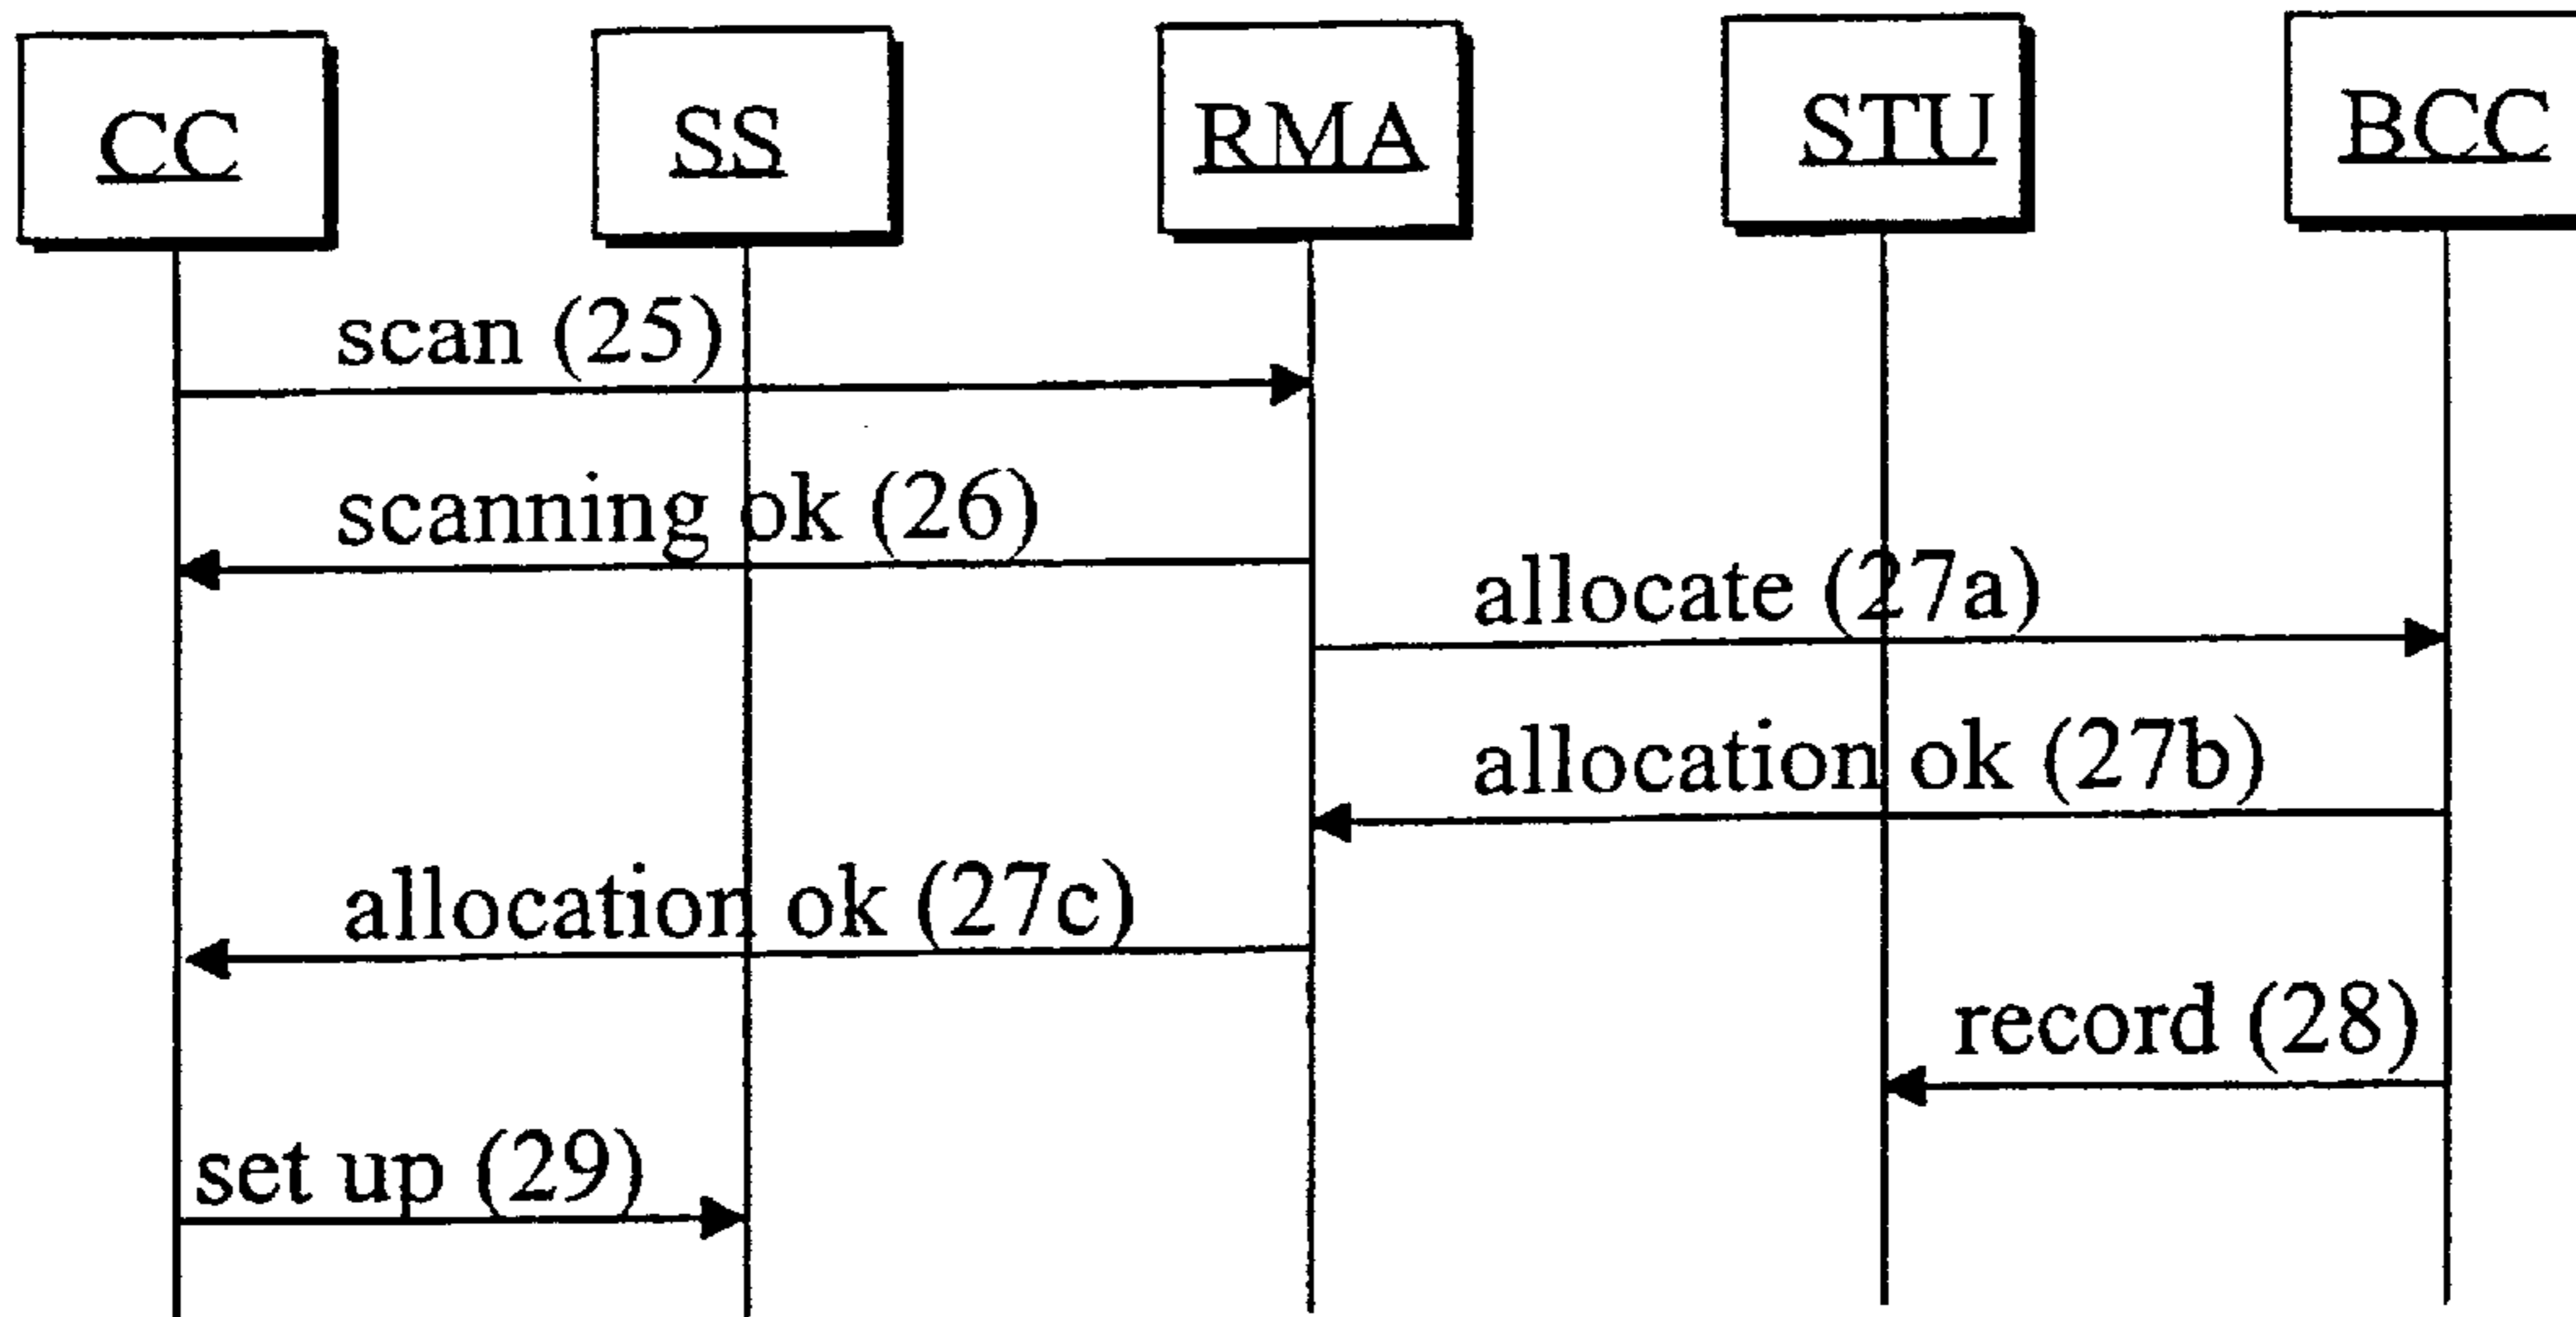 CC SS RMA STU BCC
scan (25)
scanning ok (26)
allocate (27a)
allocation ok (27b)
allocation ok (27c)
record (28)
set up (29)